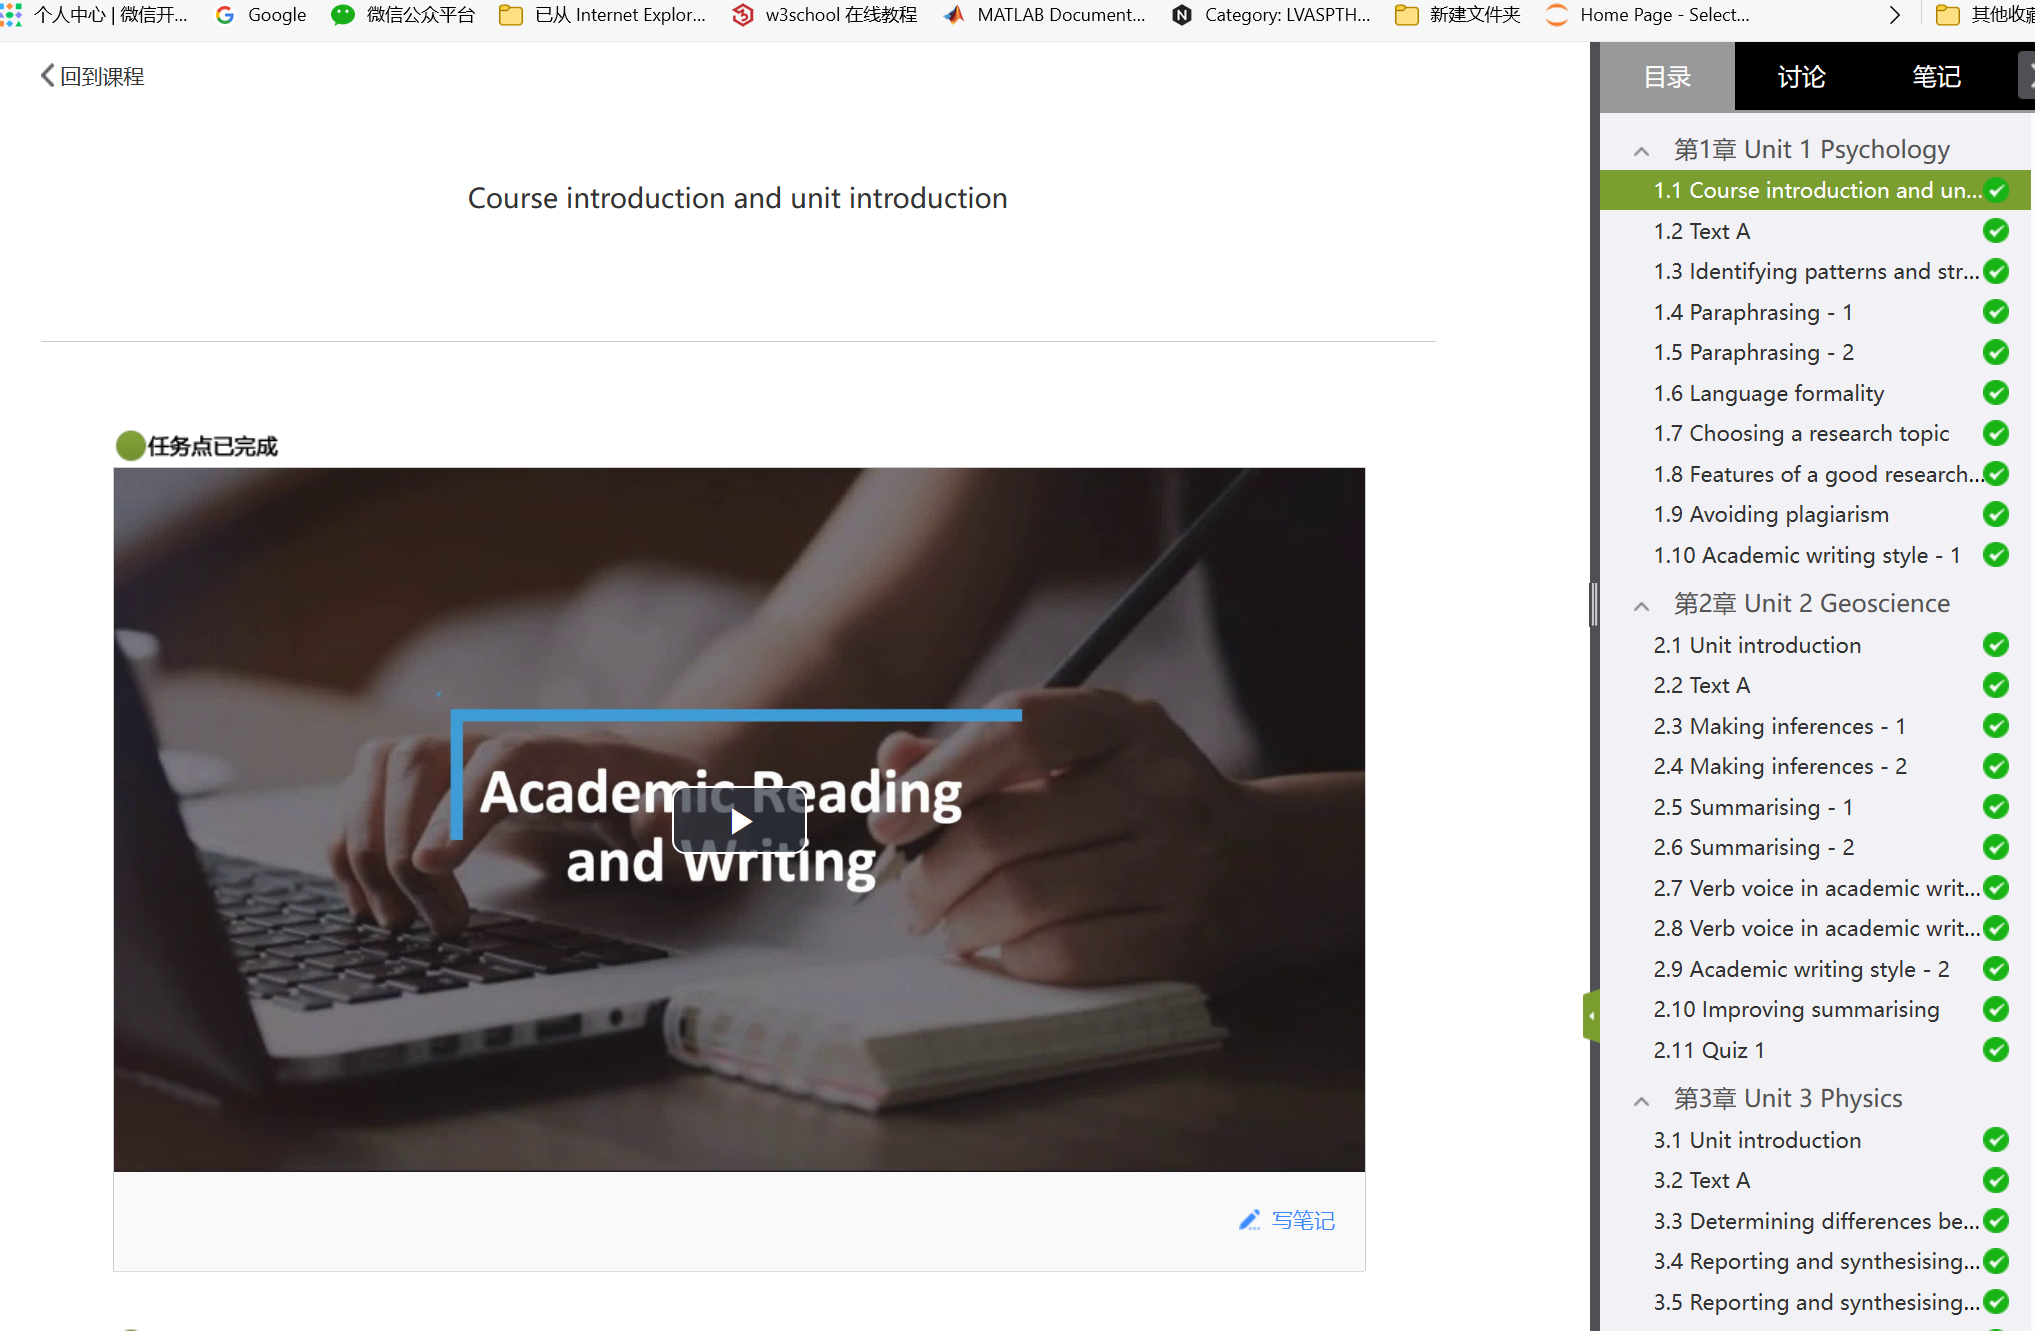 个人中心 | 微信开...
Google
微信公众平台
已从 Internet Explor...
w3school 在线教程
MATLAB Document...
Category: LVASPTH...
新建文件夹
Home Page - Select...
回到课程
Course introduction and unit introduction
任务点已完成
Academic Reading
and Writing
写笔记
目录
讨论
笔记
第1章 Unit 1 Psychology
1.1 Course introduction and un...
1.2 Text A
1.3 Identifying patterns and str...
1.4 Paraphrasing - 1
1.5 Paraphrasing - 2
1.6 Language formality
1.7 Choosing a research topic
1.8 Features of a good research...
1.9 Avoiding plagiarism
1.10 Academic writing style - 1
第2章 Unit 2 Geoscience
2.1 Unit introduction
2.2 Text A
2.3 Making inferences - 1
2.4 Making inferences - 2
2.5 Summarising - 1
2.6 Summarising - 2
2.7 Verb voice in academic writ...
2.8 Verb voice in academic writ...
2.9 Academic writing style - 2
2.10 Improving summarising
2.11 Quiz 1
第3章 Unit 3 Physics
3.1 Unit introduction
3.2 Text A
3.3 Determining differences be...
3.4 Reporting and synthesising...
3.5 Reporting and synthesising...